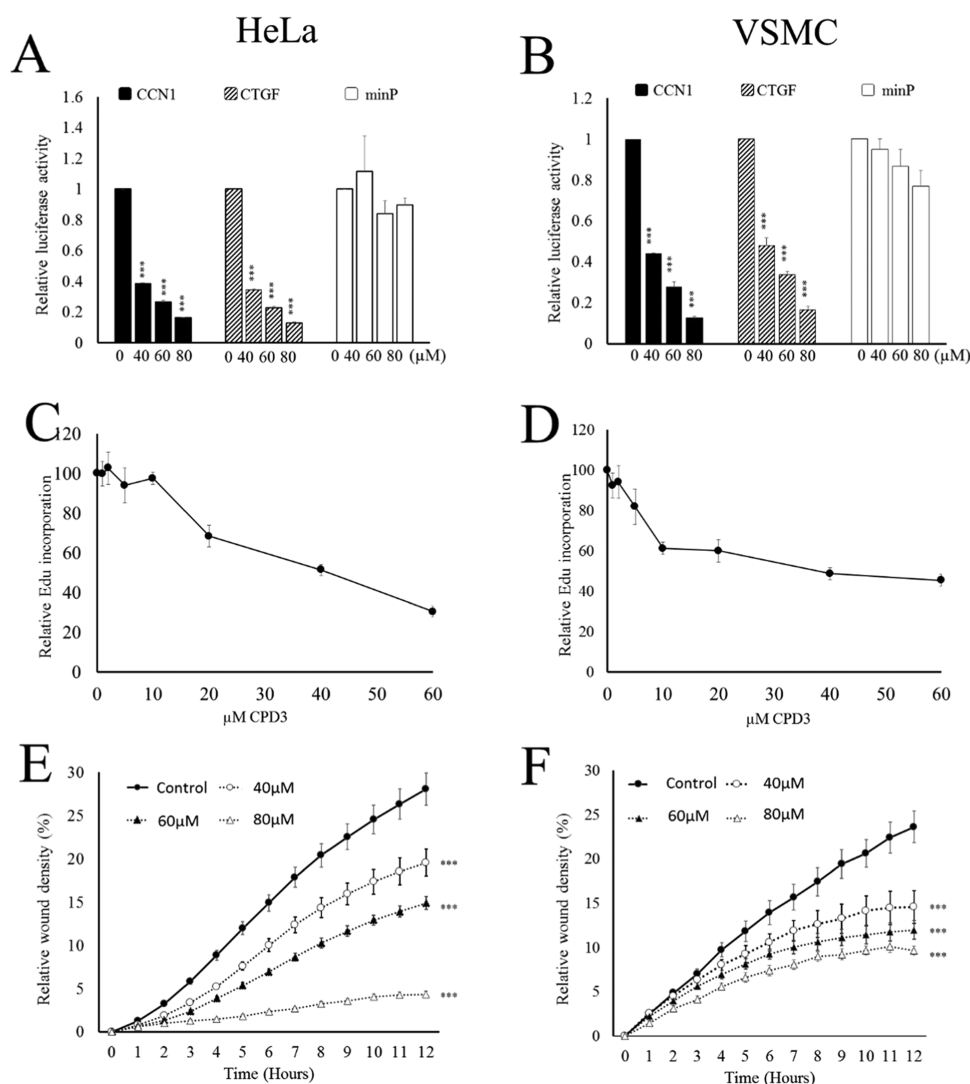 HeLa
VSMC
A
CCN1 CTGF minP
Relative luciferase activity
1.6
1.4
1.2
1
0.8
0.6
0.4
0.2
0
*** *** ***
*** *** ***
0 40 60 80 0 40 60 80 0 40 60 80 (µM)
B
CCN1 CTGF minP
Relative luciferase activity
1.2
1
0.8
0.6
0.4
0.2
0
*** *** ***
*** *** ***
0 40 60 80 0 40 60 80 0 40 60 80 (µM)
C
Relative Edu incorporation
120
100
80
60
40
20
0
0 10 20 30 40 50 60
µM CPD3
D
Relative Edu incorporation
120
100
80
60
40
20
0
0 10 20 30 40 50 60
µM CPD3
E
Relative wound density (%)
30
25
20
15
10
5
0
Control 40µM
60µM 80µM
***
***
***
0 1 2 3 4 5 6 7 8 9 10 11 12
Time (Hours)
F
Relative wound density (%)
30
25
20
15
10
5
0
Control 40µM
60µM 80µM
***
***
***
0 1 2 3 4 5 6 7 8 9 10 11 12
Time (Hours)